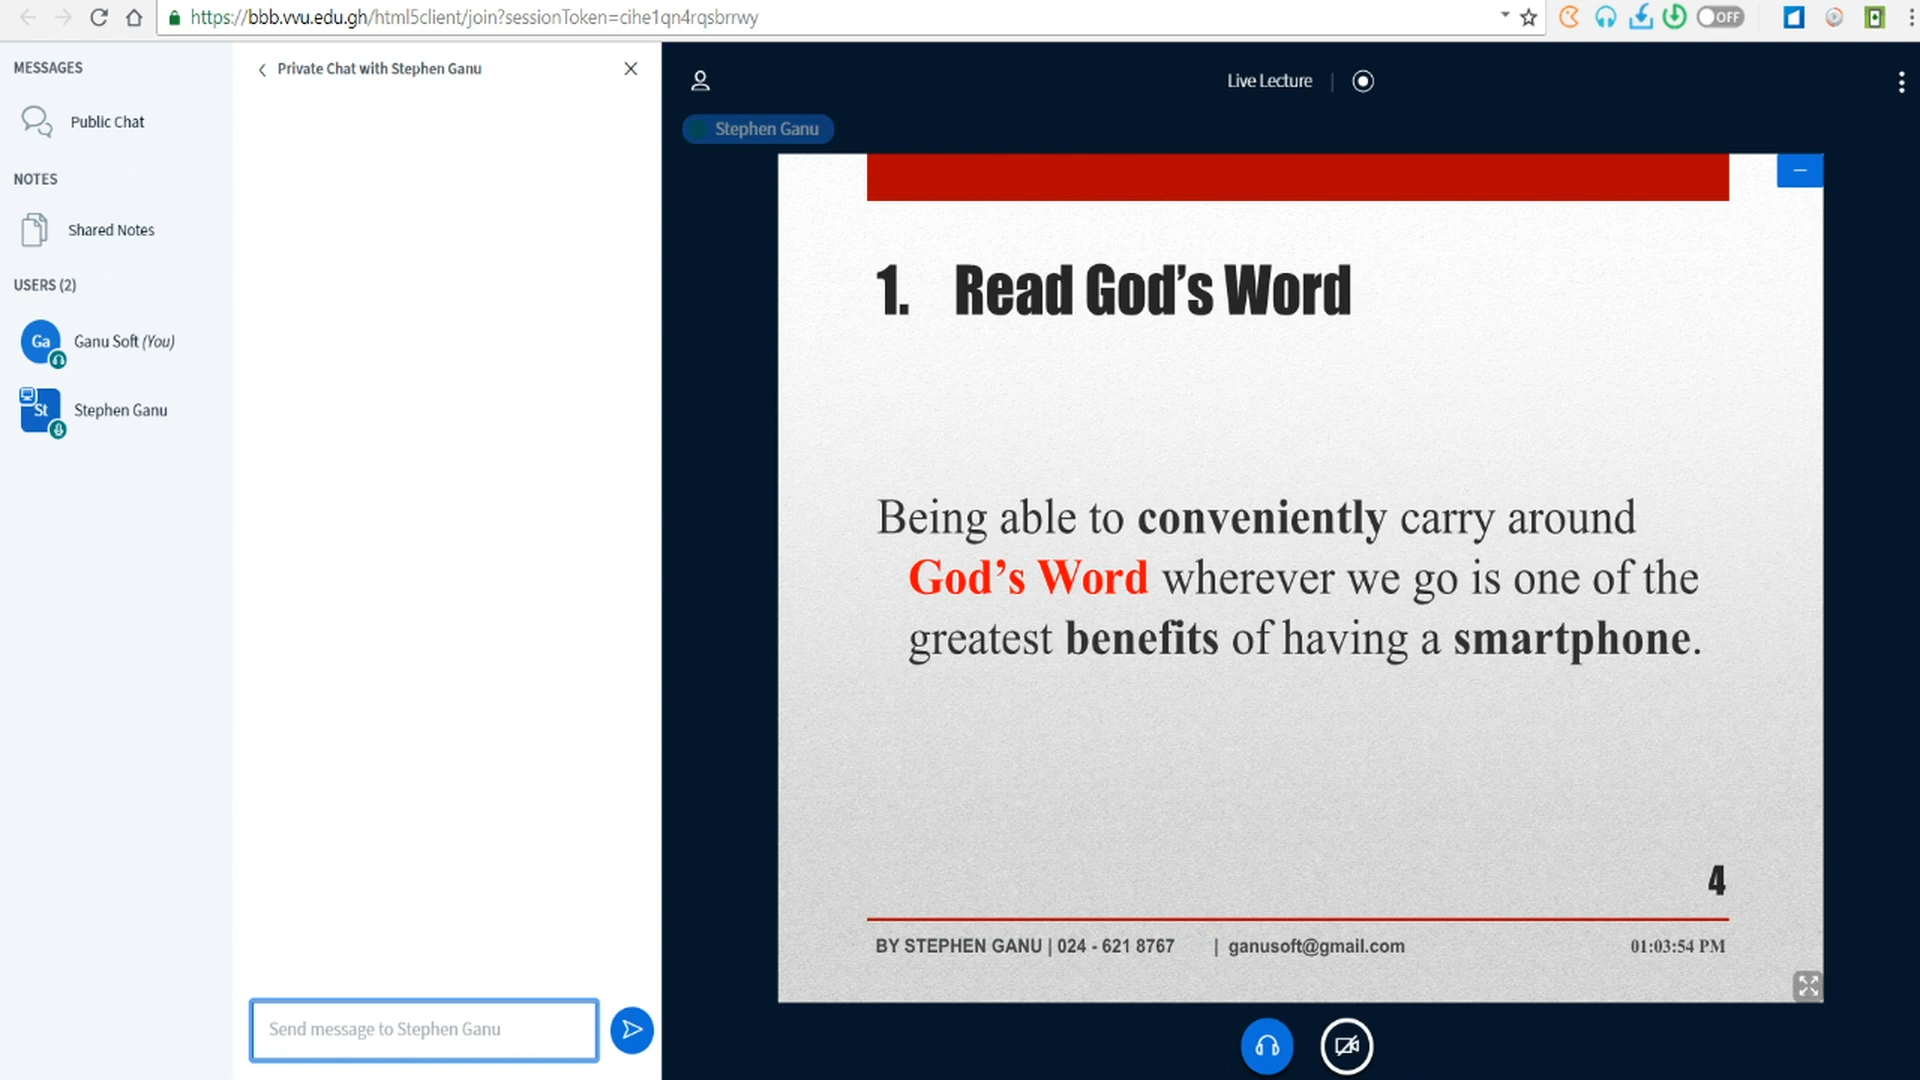 https://bbb.vvu.edu.gh/html5client/join?sessionToken=cihe1qn4rqsbrrwy
OFF
MESSAGES
Public Chat
NOTES
Shared Notes
USERS (2)
Ga
Ganu Soft (You)
St
Stephen Ganu
Private Chat with Stephen Ganu
Send message to Stephen Ganu
Live Lecture
Stephen Ganu
1. Read God's Word
Being able to conveniently carry around
God's Word wherever we go is one of the
greatest benefits of having a smartphone.
4
BY STEPHEN GANU | 024 - 621 8767 | ganusoft@gmail.com 01:03:54 PM